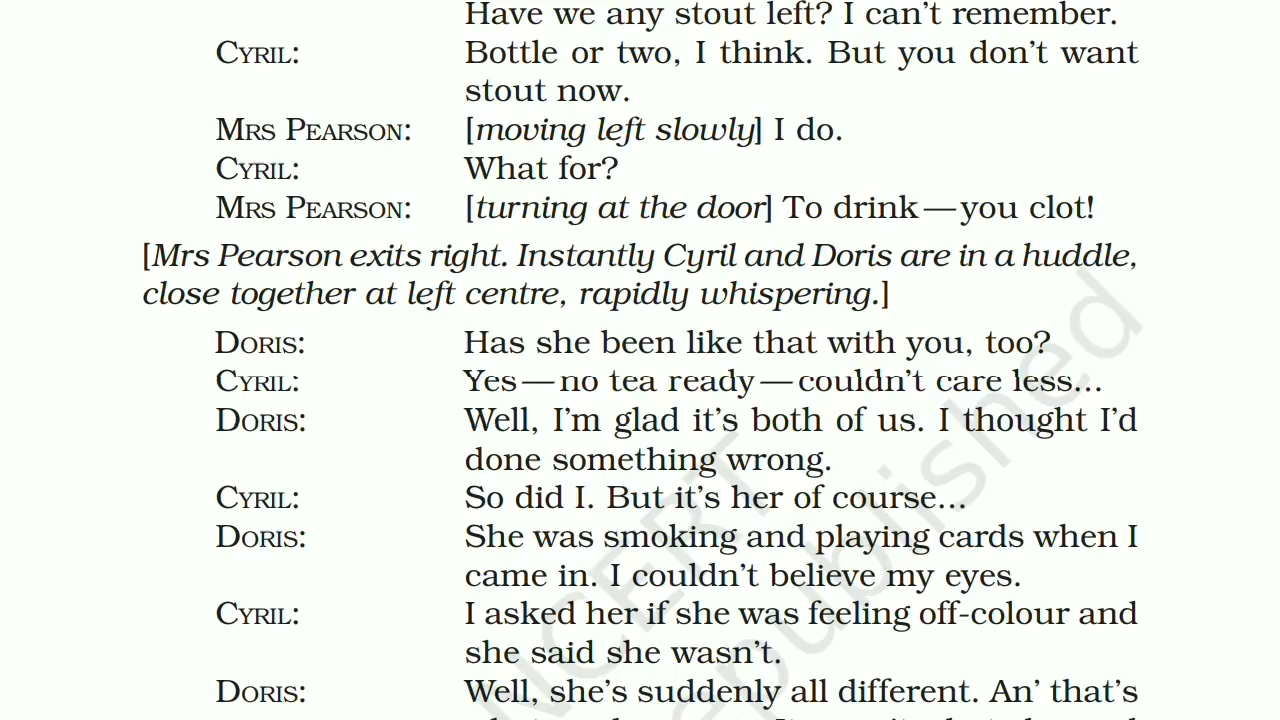 Have we any stout left? I can’t remember.
CYRIL: Bottle or two, I think. But you don’t want
stout now.
MRS PEARSON: [moving left slowly] I do.
CYRIL: What for?
MRS PEARSON: [turning at the door] To drink—you clot!
[Mrs Pearson exits right. Instantly Cyril and Doris are in a huddle,
close together at left centre, rapidly whispering.]
DORIS: Has she been like that with you, too?
CYRIL: Yes—no tea ready—couldn’t care less...
DORIS: Well, I’m glad it’s both of us. I thought I’d
done something wrong.
CYRIL: So did I. But it’s her of course...
DORIS: She was smoking and playing cards when I
came in. I couldn’t believe my eyes.
CYRIL: I asked her if she was feeling off-colour and
she said she wasn’t.
DORIS: Well, she’s suddenly all different. An’ that’s
NCERT
republished